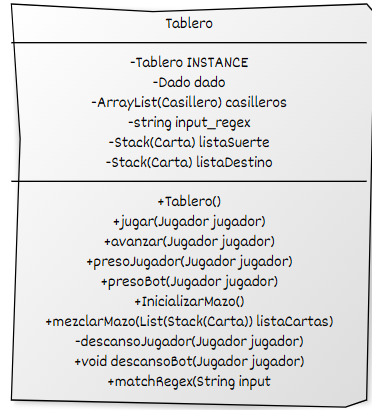 Tablero
-Tablero INSTANCE
-Dado dado
-ArrayList(Casillero) casilleros
-string input_regex
-Stack(Carta) listaSuerte
-Stack(Carta) listaDestino
+Tablero()
+jugar(Jugador jugador)
+avanzar(Jugador jugador)
+presoJugador(Jugador jugador)
+presoBot(Jugador jugador)
+InicializarMazo()
+mezclarMazo(List(Stack(Carta)) listaCartas)
-descansoJugador(Jugador jugador)
+void descansoBot(Jugador jugador)
+matchRegex(String input